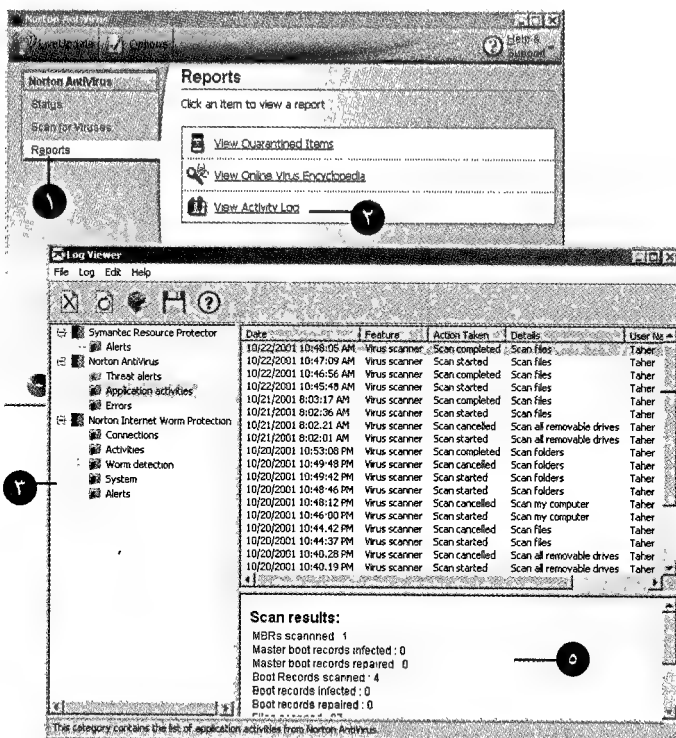 Norton AntiVirus
LiveUpdate Options Help & Support
Norton AntiVirus
Status
Scan for Viruses
Reports
١
Reports
Click an item to view a report
View Quarantined Items
View Online Virus Encyclopedia
View Activity Log
٢
Log Viewer
File Log Edit Help
Symantec Resource Protector
Alerts
Norton AntiVirus
Threat alerts
Application activities
Errors
Norton Internet Worm Protection
Connections
Activities
Worm detection
System
Alerts
٣
Date Feature Action Taken Details User Na
10/22/2001 10:48:05 AM Virus scanner Scan completed Scan files Taher
10/22/2001 10:47:09 AM Virus scanner Scan started Scan files Taher
10/22/2001 10:46:56 AM Virus scanner Scan completed Scan files Taher
10/22/2001 10:45:48 AM Virus scanner Scan started Scan files Taher
10/21/2001 8:03:17 AM Virus scanner Scan completed Scan files Taher
10/21/2001 8:02:36 AM Virus scanner Scan started Scan files Taher
10/21/2001 8:02:21 AM Virus scanner Scan cancelled Scan all removable drives Taher
10/21/2001 8:02:01 AM Virus scanner Scan started Scan all removable drives Taher
10/20/2001 10:53:08 PM Virus scanner Scan completed Scan folders Taher
10/20/2001 10:49:48 PM Virus scanner Scan cancelled Scan folders Taher
10/20/2001 10:49:42 PM Virus scanner Scan started Scan folders Taher
10/20/2001 10:48:46 PM Virus scanner Scan started Scan folders Taher
10/20/2001 10:48:12 PM Virus scanner Scan cancelled Scan my computer Taher
10/20/2001 10:46:00 PM Virus scanner Scan started Scan my computer Taher
10/20/2001 10:44:42 PM Virus scanner Scan cancelled Scan files Taher
10/20/2001 10:44:37 PM Virus scanner Scan started Scan files Taher
10/20/2001 10:40:28 PM Virus scanner Scan cancelled Scan all removable drives Taher
10/20/2001 10:40:19 PM Virus scanner Scan started Scan all removable drives Taher
Scan results:
MBRs scannned : 1
Master boot records infected : 0
Master boot records repaired : 0
Boot Records scanned : 4
Boot records infected : 0
Boot records repaired : 0
٥
This category contains the list of application activities from Norton AntiVirus.